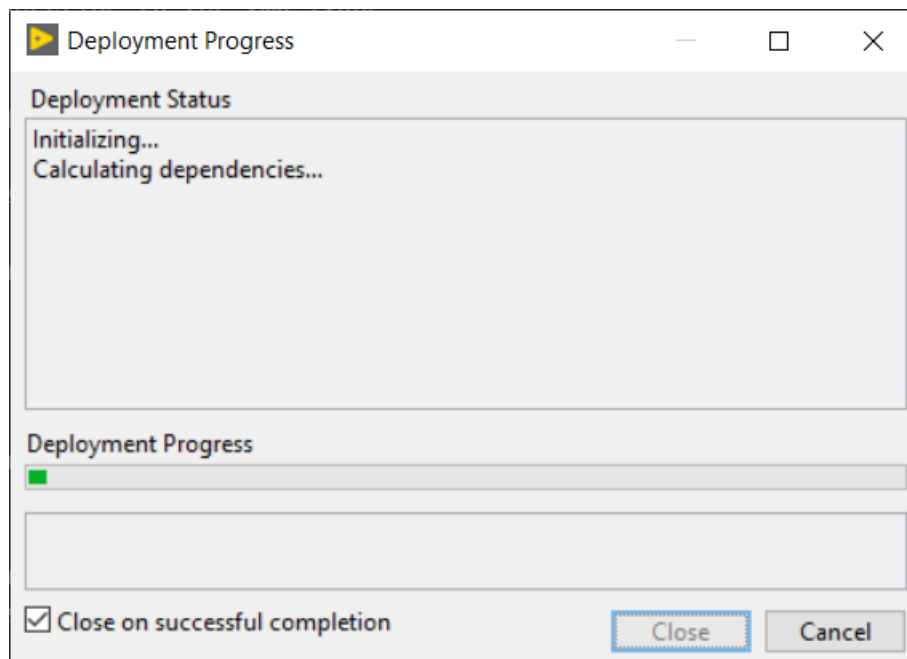 Deployment Progress
Deployment Status
Initializing...
Calculating dependencies...
Deployment Progress
Close on successful completion
Close
Cancel